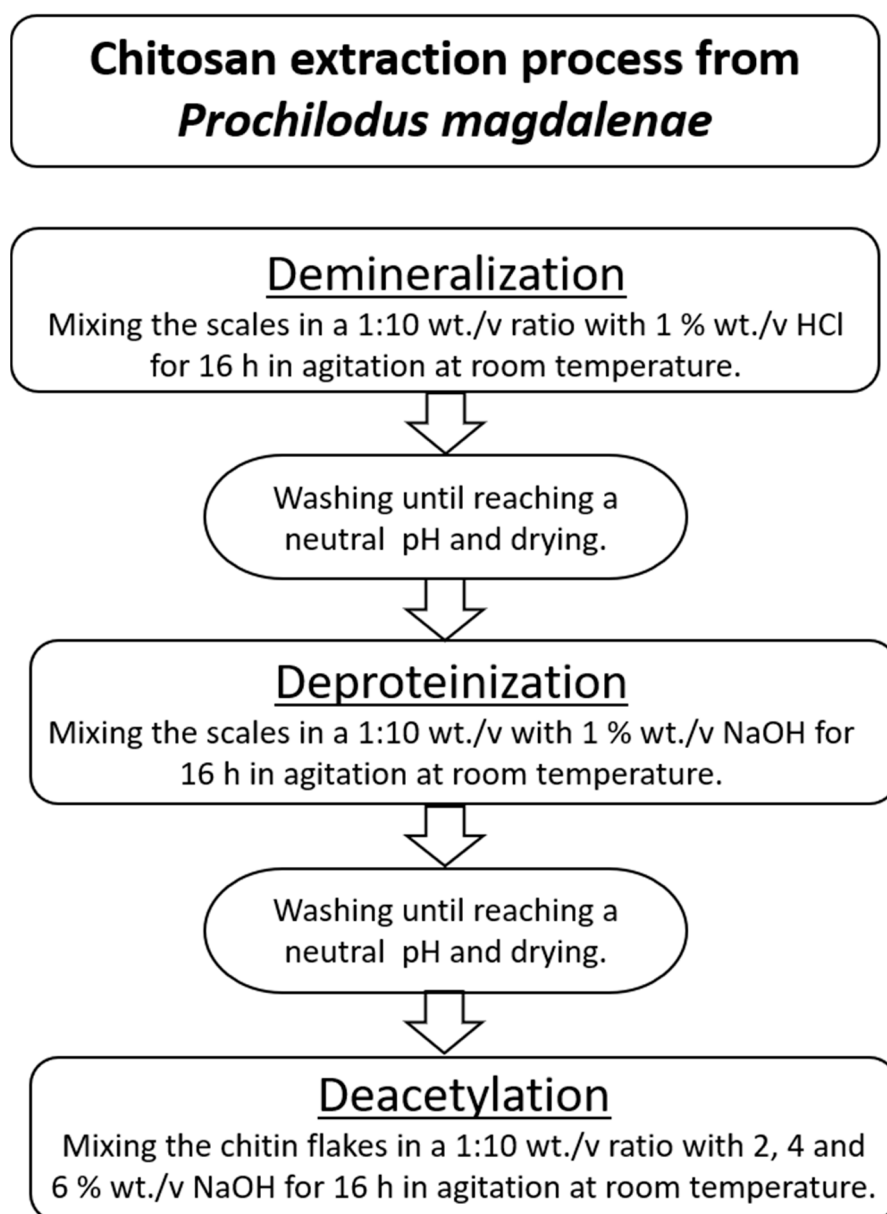 Chitosan extraction process from
Prochilodus magdalenae
Demineralization
Mixing the scales in a 1:10 wt./v ratio with 1 % wt./v HCl
for 16 h in agitation at room temperature.
Washing until reaching a
neutral pH and drying.
Deproteinization
Mixing the scales in a 1:10 wt./v with 1 % wt./v NaOH for
16 h in agitation at room temperature.
Washing until reaching a
neutral pH and drying.
Deacetylation
Mixing the chitin flakes in a 1:10 wt./v ratio with 2, 4 and
6 % wt./v NaOH for 16 h in agitation at room temperature.